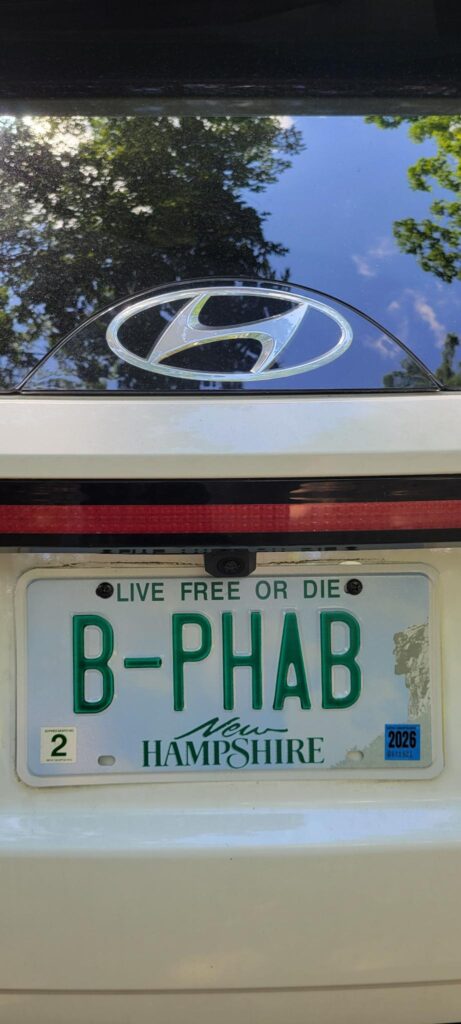 LIVE FREE OR DIE
B-PHAB
New
HAMPSHIRE
2
2026